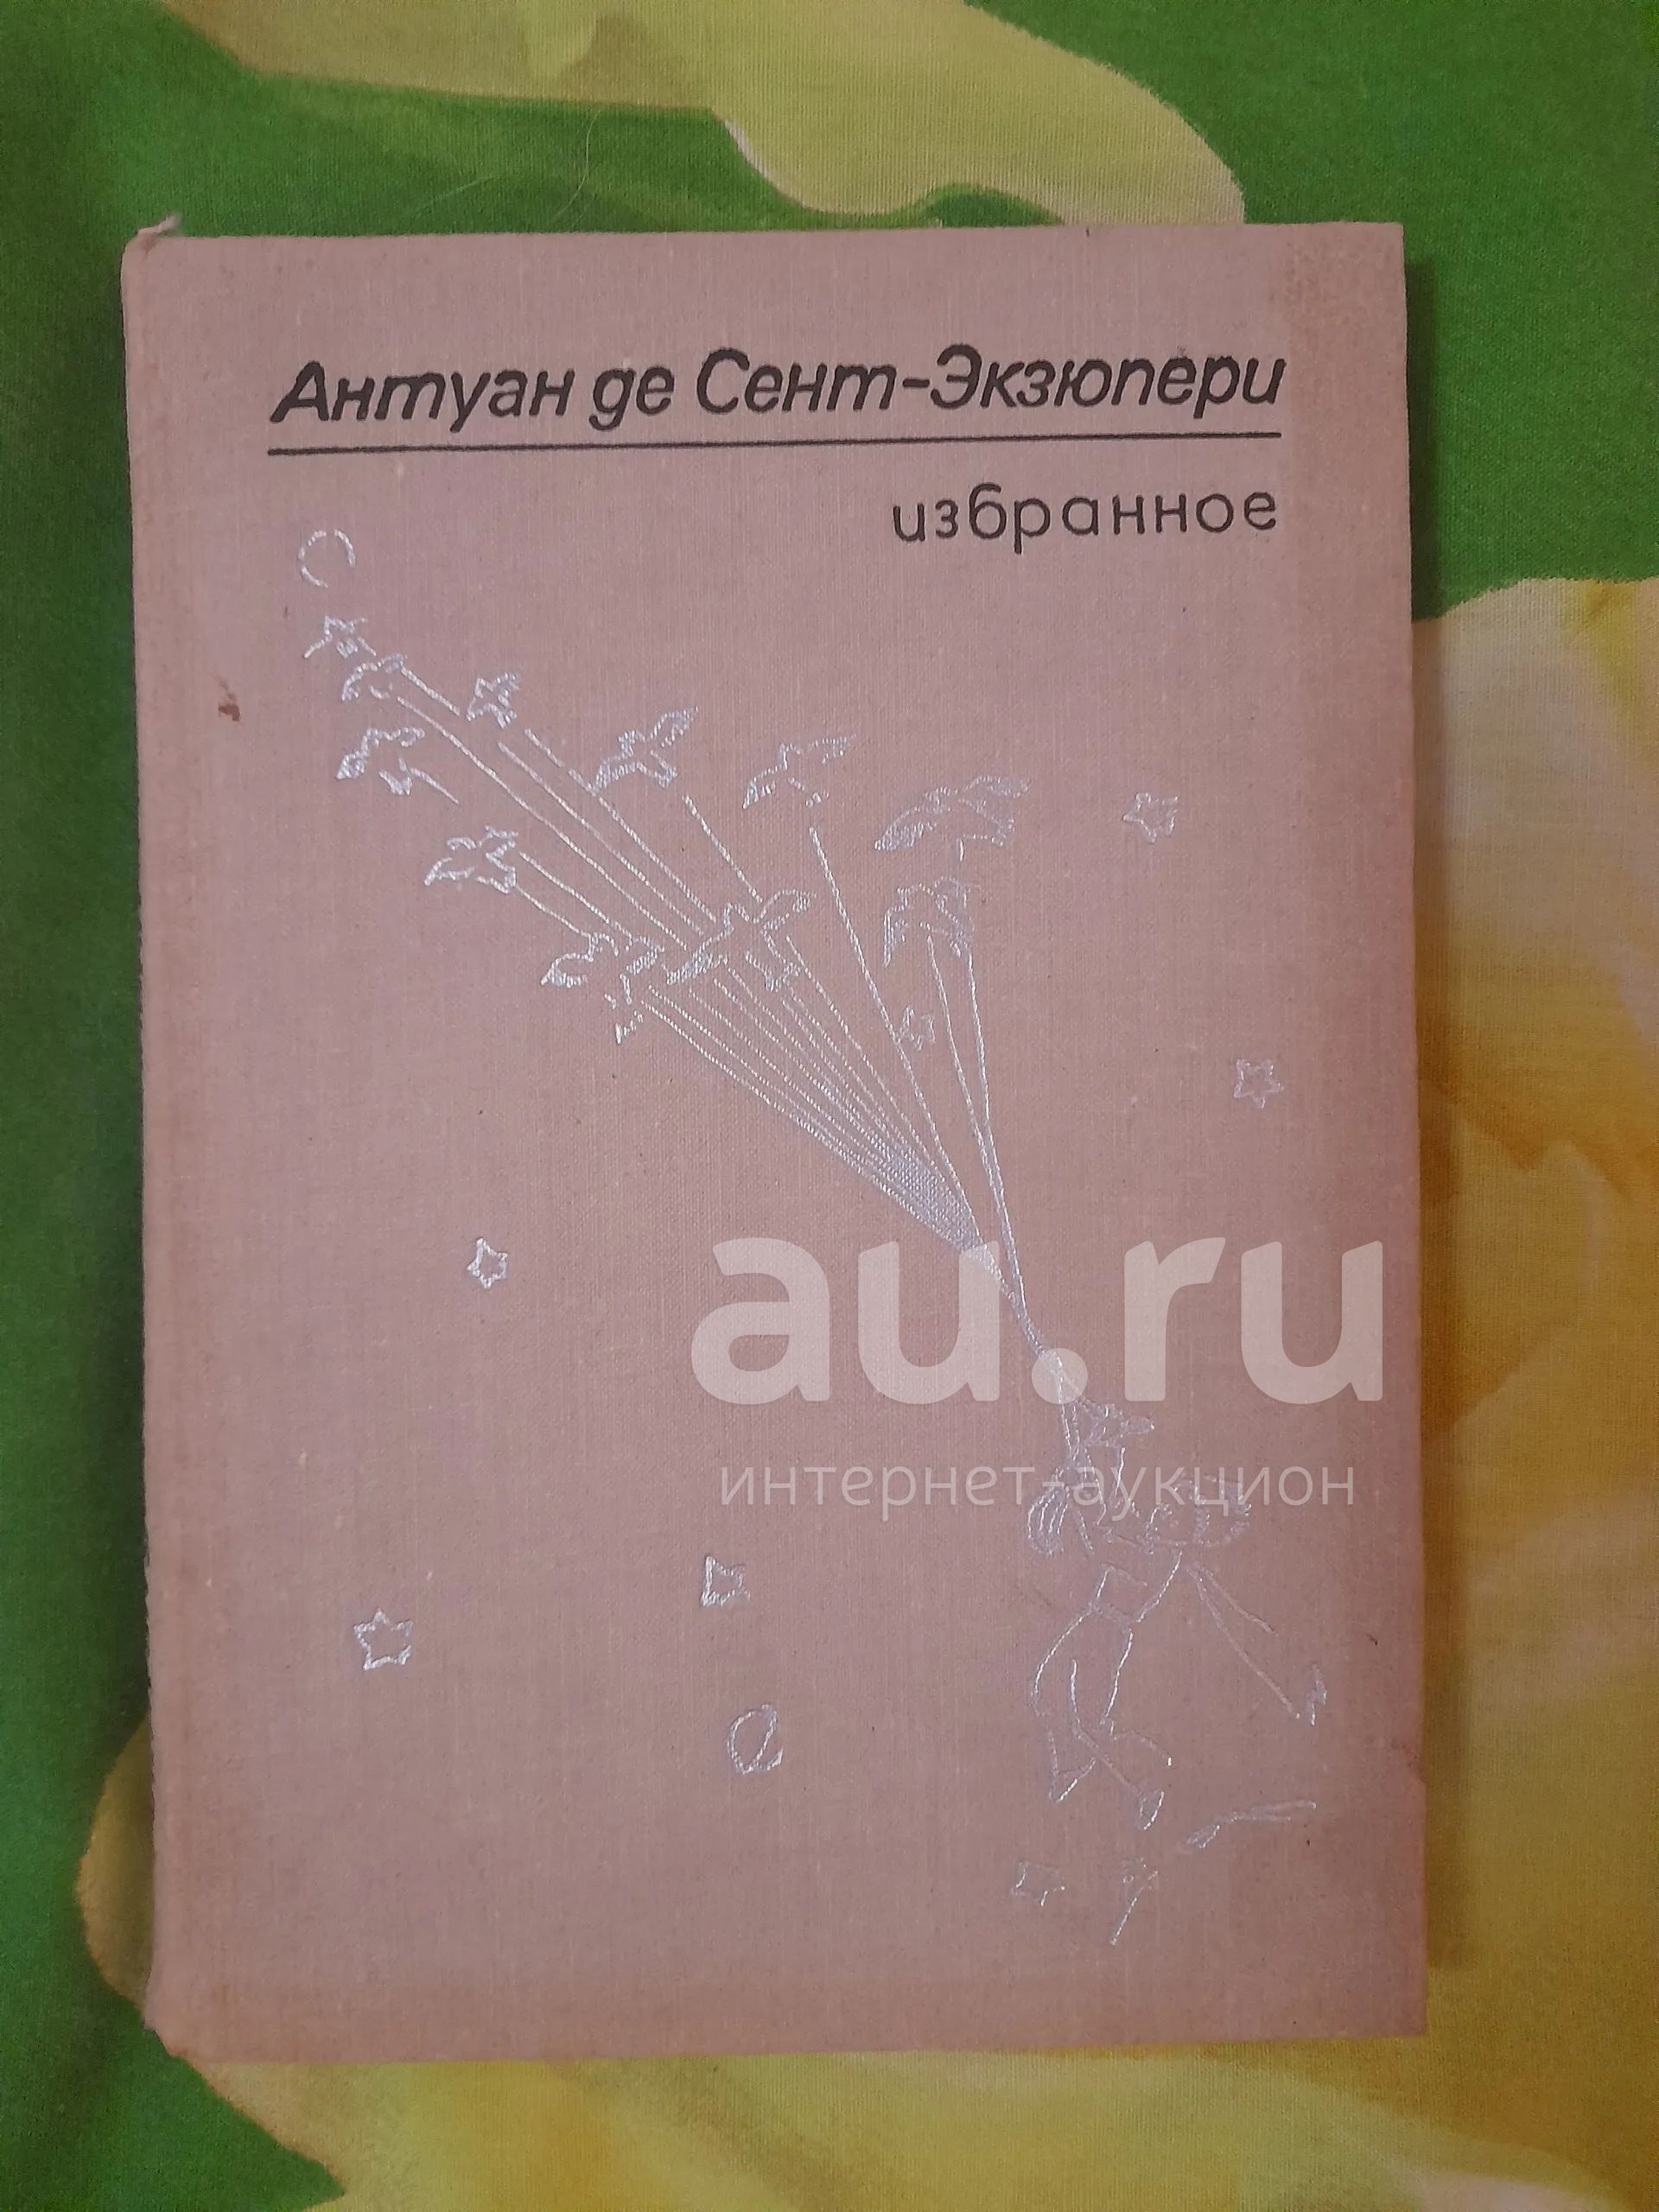 Антуан де Сент-Экзюпери
избранное
au.ru
интернет-аукцион